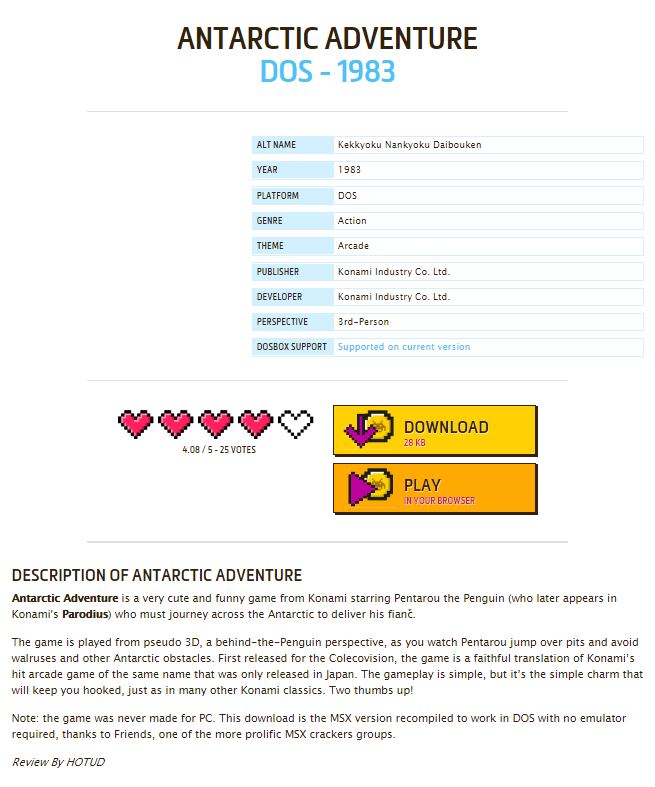 ANTARCTIC ADVENTURE
DOS - 1983
ALT NAME Kekkyoku Nankyoku Daibouken
YEAR 1983
PLATFORM DOS
GENRE Action
THEME Arcade
PUBLISHER Konami Industry Co. Ltd.
DEVELOPER Konami Industry Co. Ltd.
PERSPECTIVE 3rd-Person
DOSBOX SUPPORT Supported on current version
4.08 / 5 - 25 VOTES
DOWNLOAD
28 KB
PLAY
IN YOUR BROWSER
DESCRIPTION OF ANTARCTIC ADVENTURE
Antarctic Adventure is a very cute and funny game from Konami starring Pentarou the Penguin (who later appears in
Konami's Parodius) who must journey across the Antarctic to deliver his fianč.
The game is played from pseudo 3D, a behind-the-Penguin perspective, as you watch Pentarou jump over pits and avoid
walruses and other Antarctic obstacles. First released for the Colecovision, the game is a faithful translation of Konami's
hit arcade game of the same name that was only released in Japan. The gameplay is simple, but it's the simple charm that
will keep you hooked, just as in many other Konami classics. Two thumbs up!
Note: the game was never made for PC. This download is the MSX version recompiled to work in DOS with no emulator
required, thanks to Friends, one of the more prolific MSX crackers groups.
Review By HOTUD